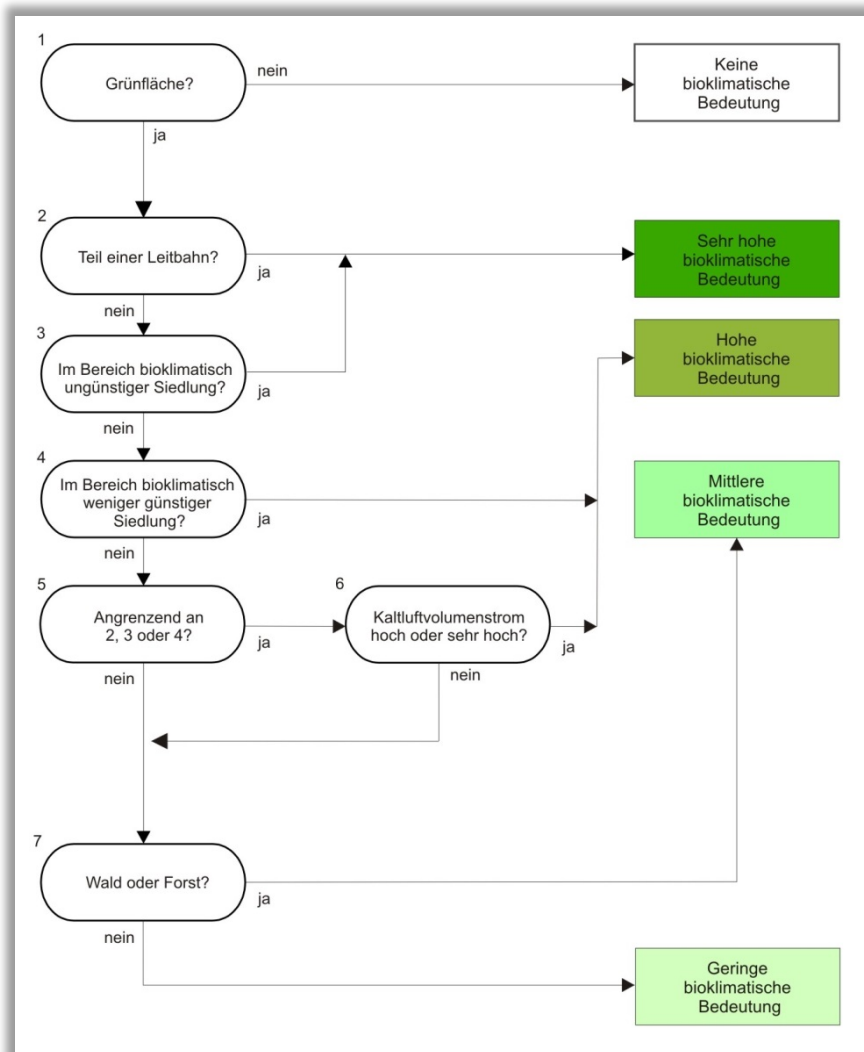 1
Grünfläche?
nein
ja
Keine
bioklimatische
Bedeutung
2
Teil einer Leitbahn?
ja
nein
Sehr hohe
bioklimatische
Bedeutung
3
Im Bereich bioklimatisch
ungünstiger Siedlung?
ja
nein
Hohe
bioklimatische
Bedeutung
4
Im Bereich bioklimatisch
weniger günstiger
Siedlung?
ja
nein
Mittlere
bioklimatische
Bedeutung
5
Angrenzend an
2, 3 oder 4?
ja
nein
6
Kaltluftvolumenstrom
hoch oder sehr hoch?
ja
nein
7
Wald oder Forst?
ja
nein
Geringe
bioklimatische
Bedeutung